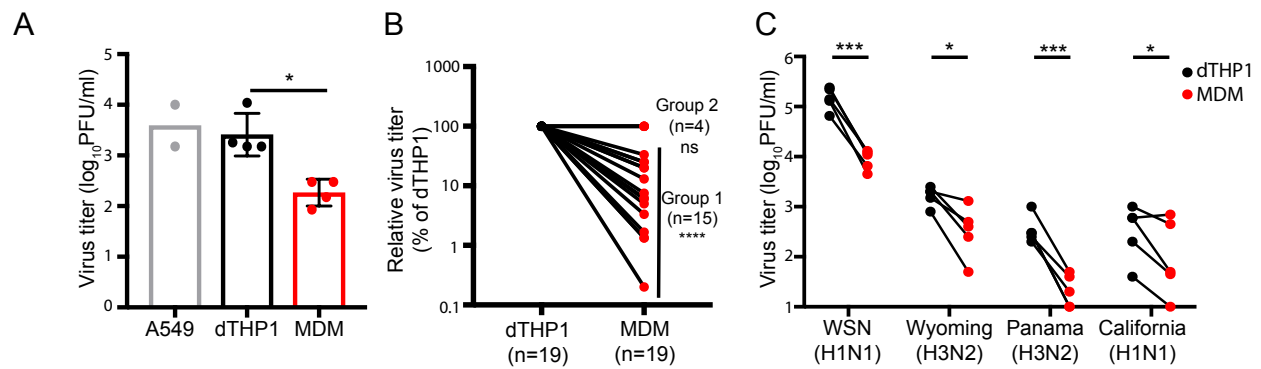 A
Virus titer (log10PFU/ml)
5
4
3
2
1
0
*
A549
dTHP1
MDM
B
Relative virus titer
(% of dTHP1)
1000
100
10
1
0.1
Group 2
(n=4)
ns
Group 1
(n=15)
****
dTHP1
(n=19)
MDM
(n=19)
C
Virus titer (log10PFU/ml)
6
5
4
3
2
1
***
*
***
*
dTHP1
MDM
WSN
(H1N1)
Wyoming
(H3N2)
Panama
(H3N2)
California
(H1N1)